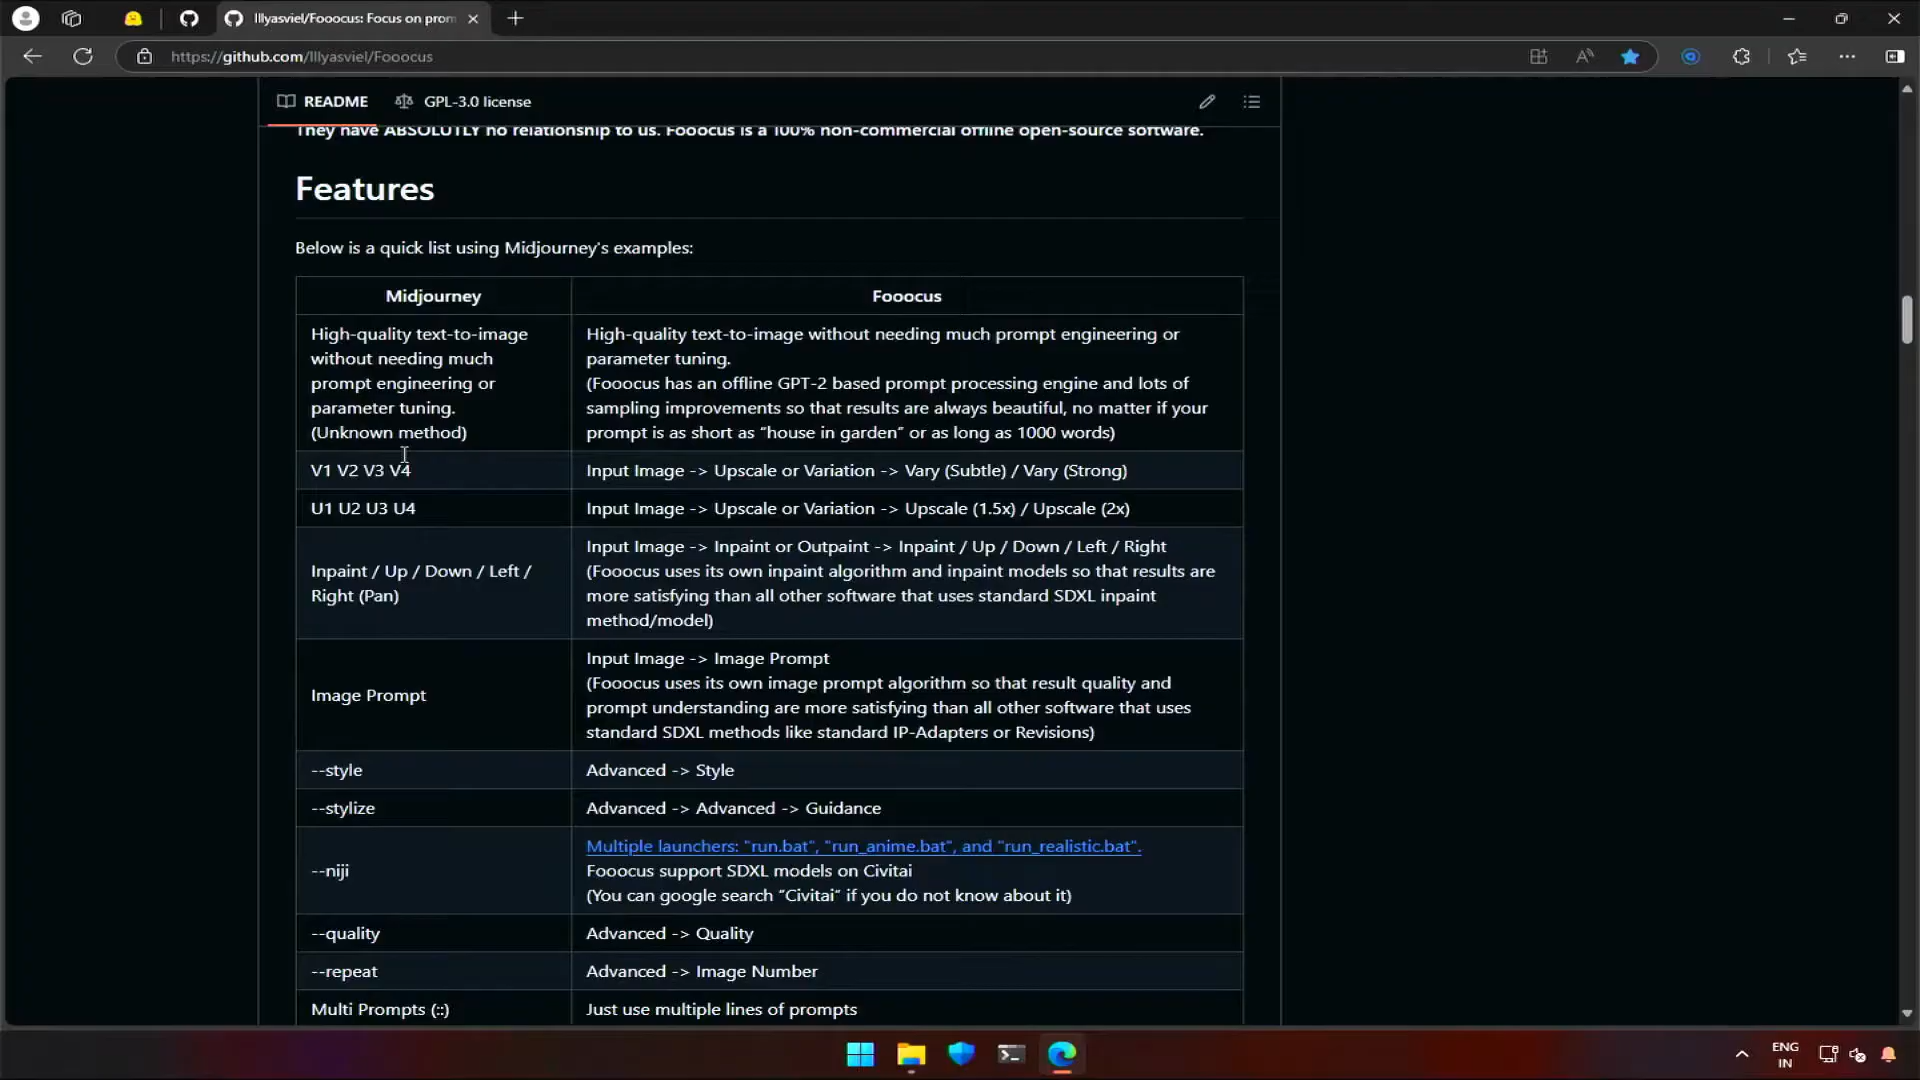 lllyasviel/Fooocus: Focus on pron
https://github.com/lllyasviel/Fooocus
README
GPL-3.0 license
They have ABSOLUTLY no relationship to us. Fooocus is a 100% non-commercial offline open-source software.
Features
Below is a quick list using Midjourney's examples:
Midjourney
Fooocus
High-quality text-to-image
without needing much
prompt engineering or
parameter tuning.
(Unknown method)
High-quality text-to-image without needing much prompt engineering or
parameter tuning.
(Fooocus has an offline GPT-2 based prompt processing engine and lots of
sampling improvements so that results are always beautiful, no matter if your
prompt is as short as “house in garden” or as long as 1000 words)
V1 V2 V3 V4
Input Image -> Upscale or Variation -> Vary (Subtle) / Vary (Strong)
U1 U2 U3 U4
Input Image -> Upscale or Variation -> Upscale (1.5x) / Upscale (2x)
Inpaint / Up / Down / Left /
Right (Pan)
Input Image -> Inpaint or Outpaint -> Inpaint / Up / Down / Left / Right
(Fooocus uses its own inpaint algorithm and inpaint models so that results are
more satisfying than all other software that uses standard SDXL inpaint
method/model)
Image Prompt
Input Image -> Image Prompt
(Fooocus uses its own image prompt algorithm so that result quality and
prompt understanding are more satisfying than all other software that uses
standard SDXL methods like standard IP-Adapters or Revisions)
--style
Advanced -> Style
--stylize
Advanced -> Advanced -> Guidance
--niji
Multiple launchers: "run.bat", "run_anime.bat", and "run_realistic.bat".
Fooocus support SDXL models on Civitai
(You can google search “Civitai” if you do not know about it)
--quality
Advanced -> Quality
--repeat
Advanced -> Image Number
Multi Prompts (::)
Just use multiple lines of prompts
ENG
IN